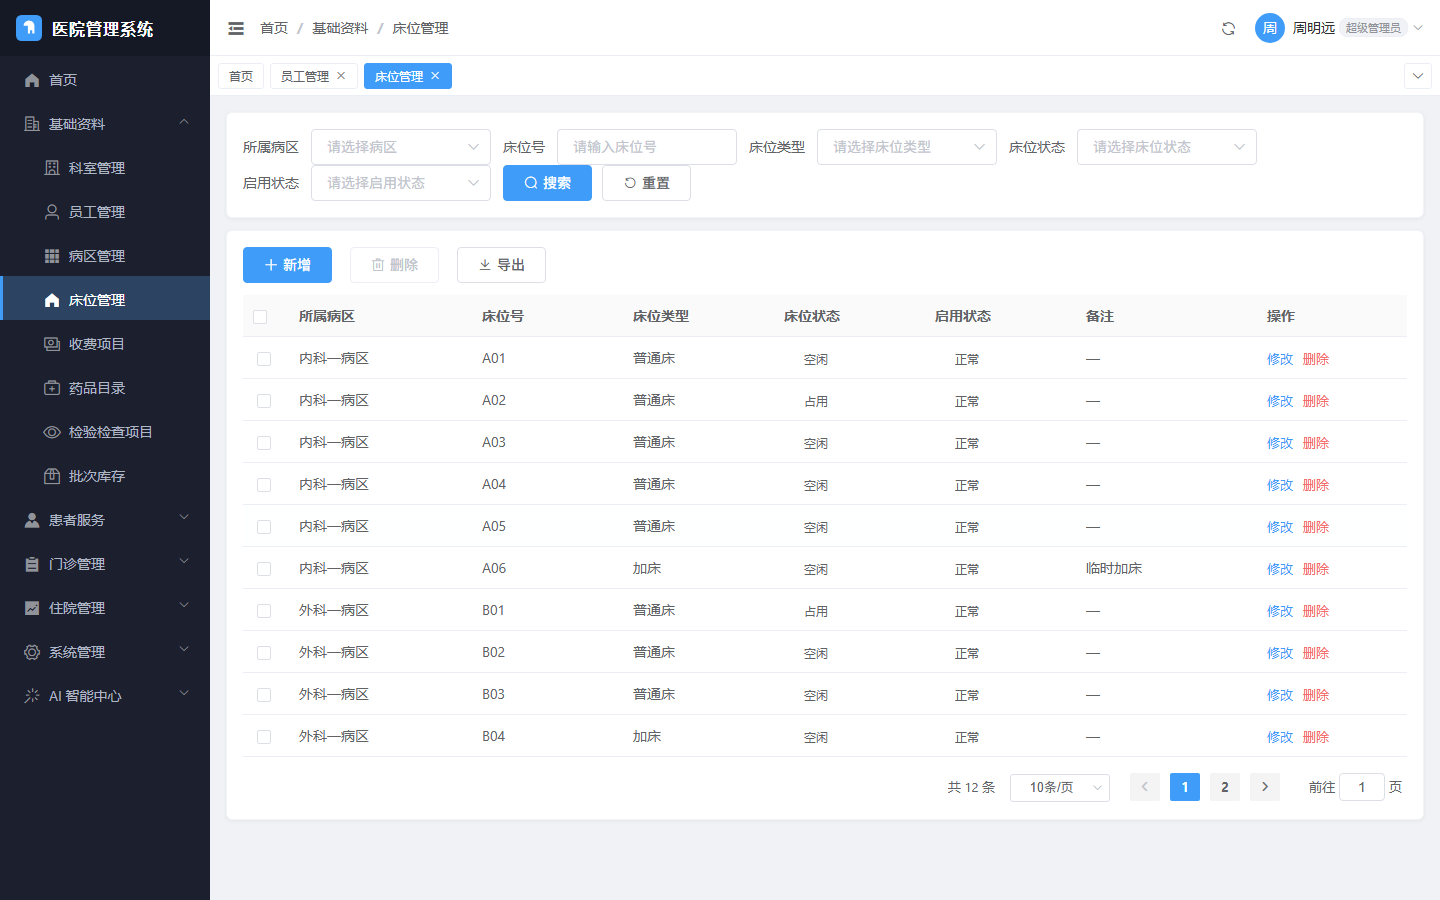 医院管理系统
首页
基础资料
科室管理
员工管理
病区管理
床位管理
收费项目
药品目录
检验检查项目
批次库存
患者服务
门诊管理
住院管理
系统管理
AI 智能中心
首页 / 基础资料 / 床位管理
周 周明远 超级管理员
首页 员工管理 床位管理
所属病区 请选择病区 床位号 请输入床位号 床位类型 请选择床位类型 床位状态 请选择床位状态
启用状态 请选择启用状态 搜索 重置
新增 删除 导出
所属病区 床位号 床位类型 床位状态 启用状态 备注 操作
内科一病区 A01 普通床 空闲 正常 — 修改 删除
内科一病区 A02 普通床 占用 正常 — 修改 删除
内科一病区 A03 普通床 空闲 正常 — 修改 删除
内科一病区 A04 普通床 空闲 正常 — 修改 删除
内科一病区 A05 普通床 空闲 正常 — 修改 删除
内科一病区 A06 加床 空闲 正常 临时加床 修改 删除
外科一病区 B01 普通床 占用 正常 — 修改 删除
外科一病区 B02 普通床 空闲 正常 — 修改 删除
外科一病区 B03 普通床 空闲 正常 — 修改 删除
外科一病区 B04 加床 空闲 正常 — 修改 删除
共 12 条 10条/页 1 2 前往 1 页